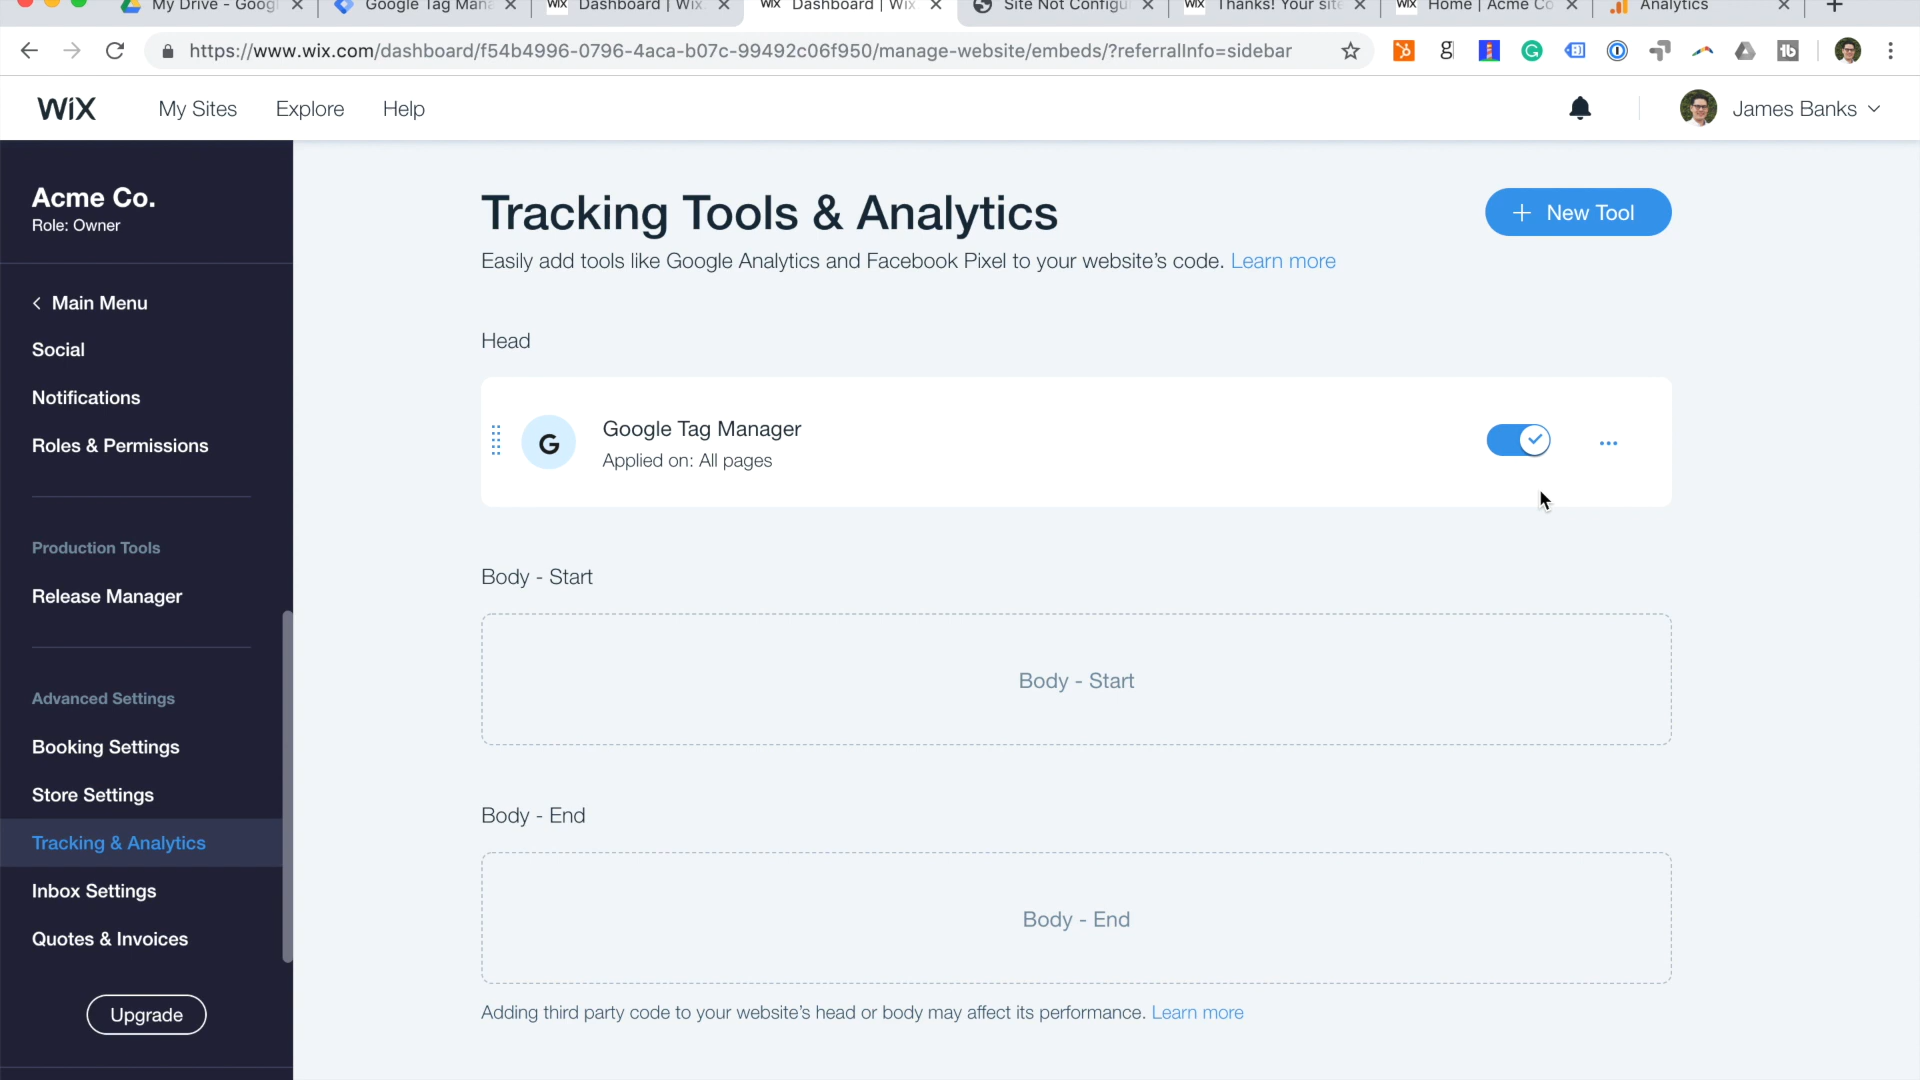 My Drive - Googl
Google Tag Mana
WIX Dashboard | Wix.
WIX Dashboard | Wix
Site Not Configu
WIX Thanks! Your site
WIX Home | Acme Co
Analytics
https://www.wix.com/dashboard/f54b4996-0796-4aca-b07c-99492c06f950/manage-website/embeds/?referralInfo=sidebar
WiX
My Sites
Explore
Help
James Banks
Acme Co.
Role: Owner
Main Menu
Social
Notifications
Roles & Permissions
Production Tools
Release Manager
Advanced Settings
Booking Settings
Store Settings
Tracking & Analytics
Inbox Settings
Quotes & Invoices
Upgrade
Tracking Tools & Analytics
+ New Tool
Easily add tools like Google Analytics and Facebook Pixel to your website's code. Learn more
Head
G
Google Tag Manager
Applied on: All pages
Body - Start
Body - Start
Body - End
Body - End
Adding third party code to your website's head or body may affect its performance. Learn more